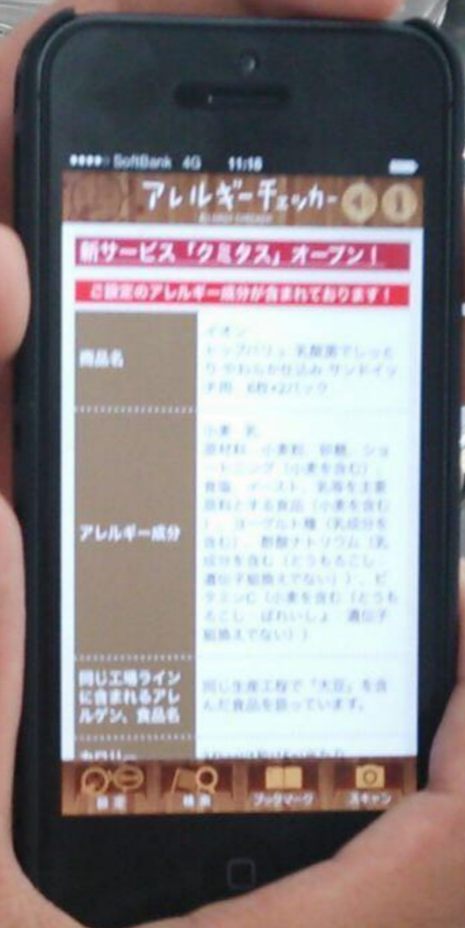 SoftBank 4G 11:16
アレルギーチェッカー
新サービス「クミタス」オープン！
ご設定のアレルギー成分が含まれております！
商品名
イオン
トップバリュ 乳酸菌でしっと
り やわらか仕込み サンドイッ
チ用 6枚×2パック
アレルギー成分
小麦 乳
原材料 小麦粉、砂糖、ショ
ートニング（小麦を含む）、
食塩、イースト、乳等を主要
原料とする食品（小麦を含む
）、ヨーグルト種（乳成分を
含む）、酢酸ナトリウム（乳
成分を含む（とうもろこし：
遺伝子組換えでない））、ビ
タミンC（小麦を含む（とうも
ろこし・ばれいしょ：遺伝子
組換えでない））
同じ工場ライン
に含まれるアレ
ルゲン、食品名
同じ生産工程で「大豆」を含
んだ食品を扱っています。
カロリー
設定
検索
ブックマーク
スキャン